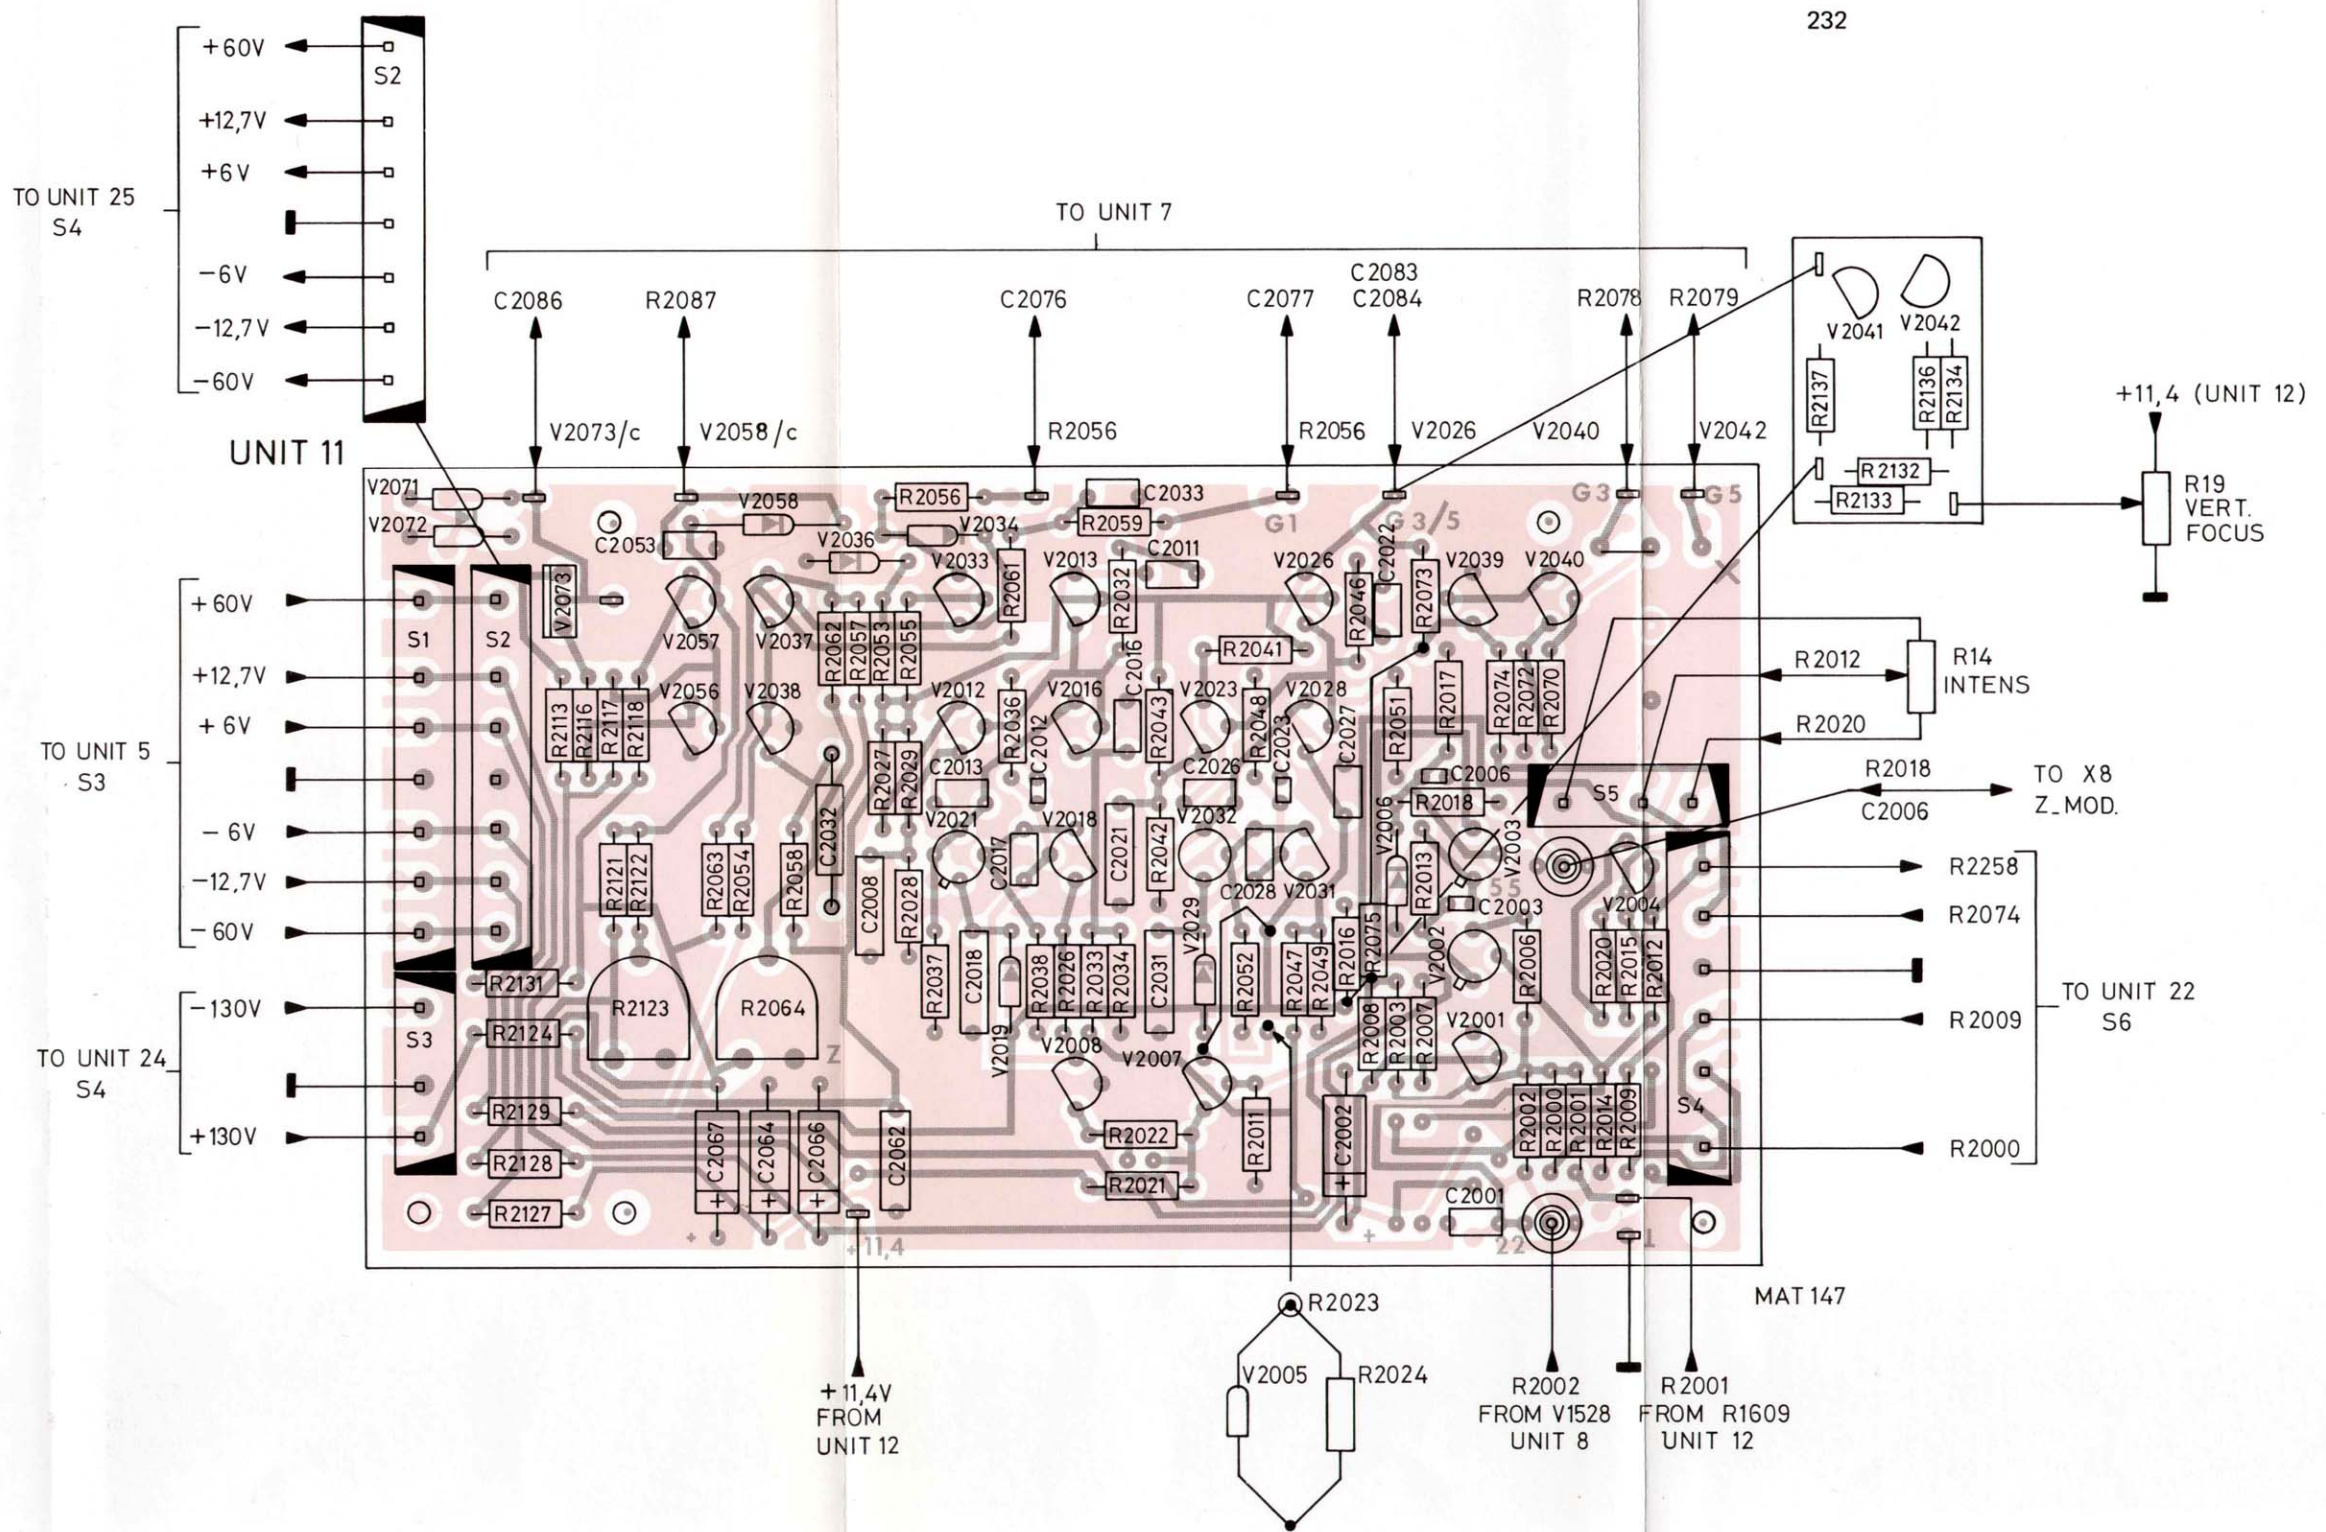 232
+60V
S2
+12,7V
+6V
TO UNIT 25
S4
-6V
-12,7V
-60V
TO UNIT 7
C2086
R2087
C2076
C2077
C2083
C2084
R2078
R2079
V2041
V2042
R2137
R2136
R2134
R2132
R2133
+11,4 (UNIT 12)
R19
VERT.
FOCUS
UNIT 11
V2073/c
V2058/c
R2056
R2056
V2026
V2040
V2042
V2071
V2072
V2058
R2056
C2033
V2034
R2059
G1
G3/5
G3
G5
C2053
V2036
V2033
R2061
V2013
R2032
C2011
V2026
R2046
C2022
R2073
V2039
V2040
+60V
S1
S2
V2073
V2057
V2037
R2062
R2057
R2053
R2055
R2041
C2016
+12,7V
+6V
TO UNIT 5
S3
-6V
-12,7V
-60V
R2113
R2116
R2117
R2118
V2056
V2038
V2012
R2036
V2016
R2043
V2023
R2048
V2028
R2051
R2017
R2074
R2072
R2070
R2012
R14
INTENS
R2020
R2027
R2029
C2013
C2012
C2026
C2023
C2027
C2006
R2018
S5
R2018
C2006
TO X8
Z_MOD.
C2032
V2021
C2017
V2018
C2021
R2042
V2032
C2028
V2031
V2006
R2013
V2003
55
C2003
V2004
R2121
R2122
R2063
R2054
R2058
C2008
R2028
R2258
R2074
TO UNIT 22
S6
R2009
R2000
R2037
C2018
V2019
R2038
R2026
R2033
R2034
C2031
V2029
R2052
R2047
R2049
R2016
R2075
V2002
R2006
R2020
R2015
R2012
-130V
S3
TO UNIT 24
S4
+130V
R2131
R2124
R2129
R2128
R2127
R2123
R2064
Z
V2008
V2007
R2008
R2003
R2007
V2001
C2067
C2064
C2066
C2062
R2022
R2021
R2011
C2002
R2002
R2000
R2001
R2014
R2009
S4
C2001
+
+11,4
+
22
MAT 147
R2023
V2005
R2024
+11,4V
FROM
UNIT 12
R2002
FROM V1528
UNIT 8
R2001
FROM R1609
UNIT 12